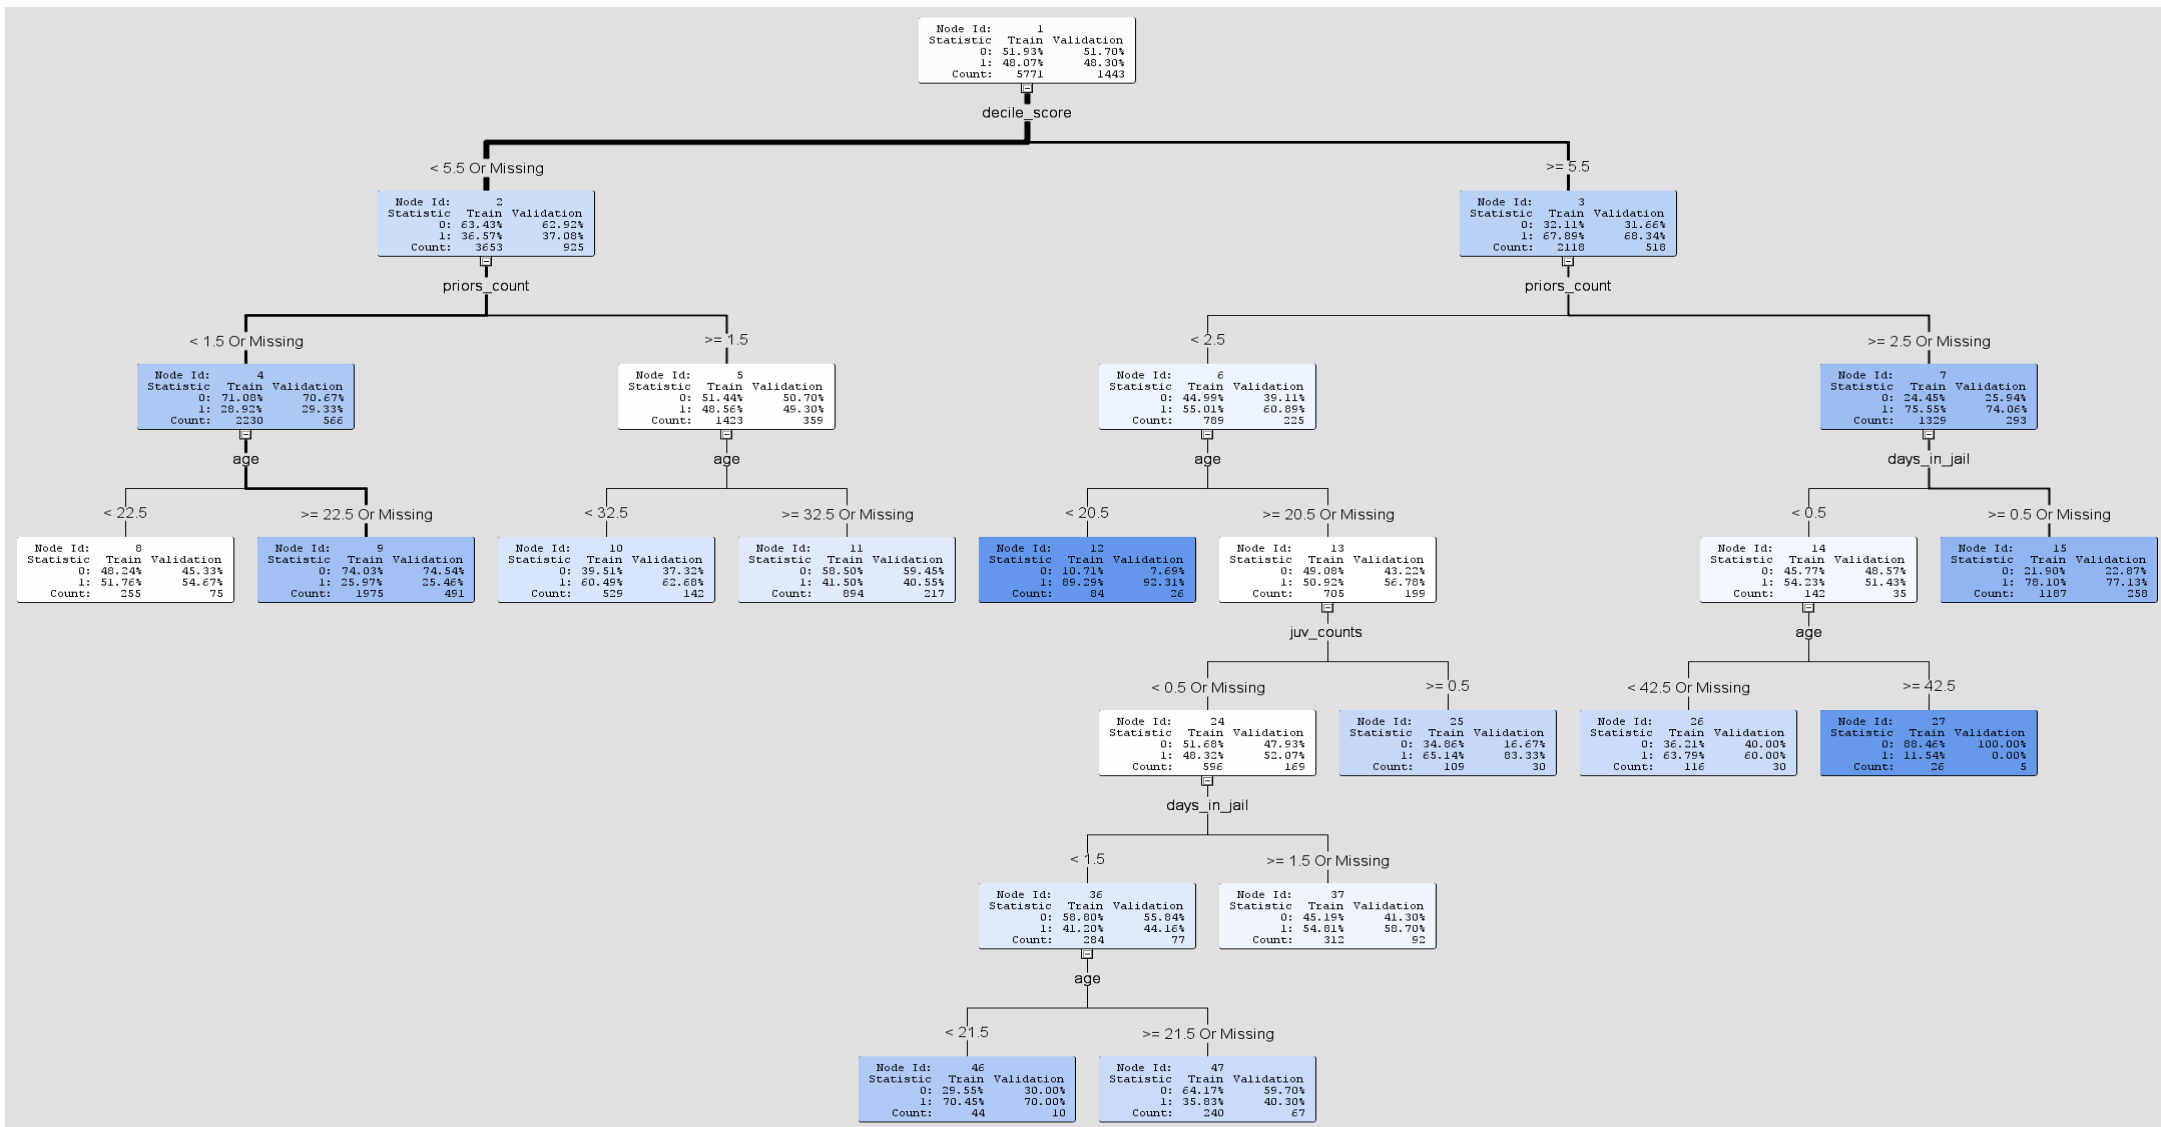 Node Id: 1
Statistic Train Validation
0: 51.93% 51.70%
1: 48.07% 48.30%
Count: 5771 1443
decile_score
< 5.5 Or Missing
>= 5.5
Node Id: 2
Statistic Train Validation
0: 63.43% 62.92%
1: 36.57% 37.08%
Count: 3653 925
Node Id: 3
Statistic Train Validation
0: 32.11% 31.66%
1: 67.89% 68.34%
Count: 2118 518
priors_count
priors_count
< 1.5 Or Missing
>= 1.5
< 2.5
>= 2.5 Or Missing
Node Id: 4
Statistic Train Validation
0: 71.08% 70.67%
1: 28.92% 29.33%
Count: 2230 566
Node Id: 5
Statistic Train Validation
0: 51.44% 50.70%
1: 48.56% 49.30%
Count: 1423 359
Node Id: 6
Statistic Train Validation
0: 44.99% 39.11%
1: 55.01% 60.89%
Count: 789 225
Node Id: 7
Statistic Train Validation
0: 24.45% 25.94%
1: 75.55% 74.06%
Count: 1329 293
age
age
age
days_in_jail
< 22.5
>= 22.5 Or Missing
< 32.5
>= 32.5 Or Missing
< 20.5
>= 20.5 Or Missing
< 0.5
>= 0.5 Or Missing
Node Id: 8
Statistic Train Validation
0: 48.24% 45.33%
1: 51.76% 54.67%
Count: 255 75
Node Id: 9
Statistic Train Validation
0: 74.03% 74.54%
1: 25.97% 25.46%
Count: 1975 491
Node Id: 10
Statistic Train Validation
0: 39.51% 37.32%
1: 60.49% 62.68%
Count: 529 142
Node Id: 11
Statistic Train Validation
0: 58.50% 59.45%
1: 41.50% 40.55%
Count: 894 217
Node Id: 12
Statistic Train Validation
0: 10.71% 7.69%
1: 89.29% 92.31%
Count: 84 26
Node Id: 13
Statistic Train Validation
0: 49.08% 43.22%
1: 50.92% 56.78%
Count: 705 199
Node Id: 14
Statistic Train Validation
0: 45.77% 48.57%
1: 54.23% 51.43%
Count: 142 35
Node Id: 15
Statistic Train Validation
0: 21.90% 22.87%
1: 78.10% 77.13%
Count: 1187 258
juv_counts
age
< 0.5 Or Missing
>= 0.5
< 42.5 Or Missing
>= 42.5
Node Id: 24
Statistic Train Validation
0: 51.68% 47.93%
1: 48.32% 52.07%
Count: 596 169
Node Id: 25
Statistic Train Validation
0: 34.86% 16.67%
1: 65.14% 83.33%
Count: 109 30
Node Id: 26
Statistic Train Validation
0: 36.21% 40.00%
1: 63.79% 60.00%
Count: 116 30
Node Id: 27
Statistic Train Validation
0: 88.46% 100.00%
1: 11.54% 0.00%
Count: 26 5
days_in_jail
< 1.5
>= 1.5 Or Missing
Node Id: 36
Statistic Train Validation
0: 58.80% 55.84%
1: 41.20% 44.16%
Count: 284 77
Node Id: 37
Statistic Train Validation
0: 45.19% 41.30%
1: 54.81% 58.70%
Count: 312 92
age
< 21.5
>= 21.5 Or Missing
Node Id: 46
Statistic Train Validation
0: 29.55% 30.00%
1: 70.45% 70.00%
Count: 44 10
Node Id: 47
Statistic Train Validation
0: 64.17% 59.70%
1: 35.83% 40.30%
Count: 240 67